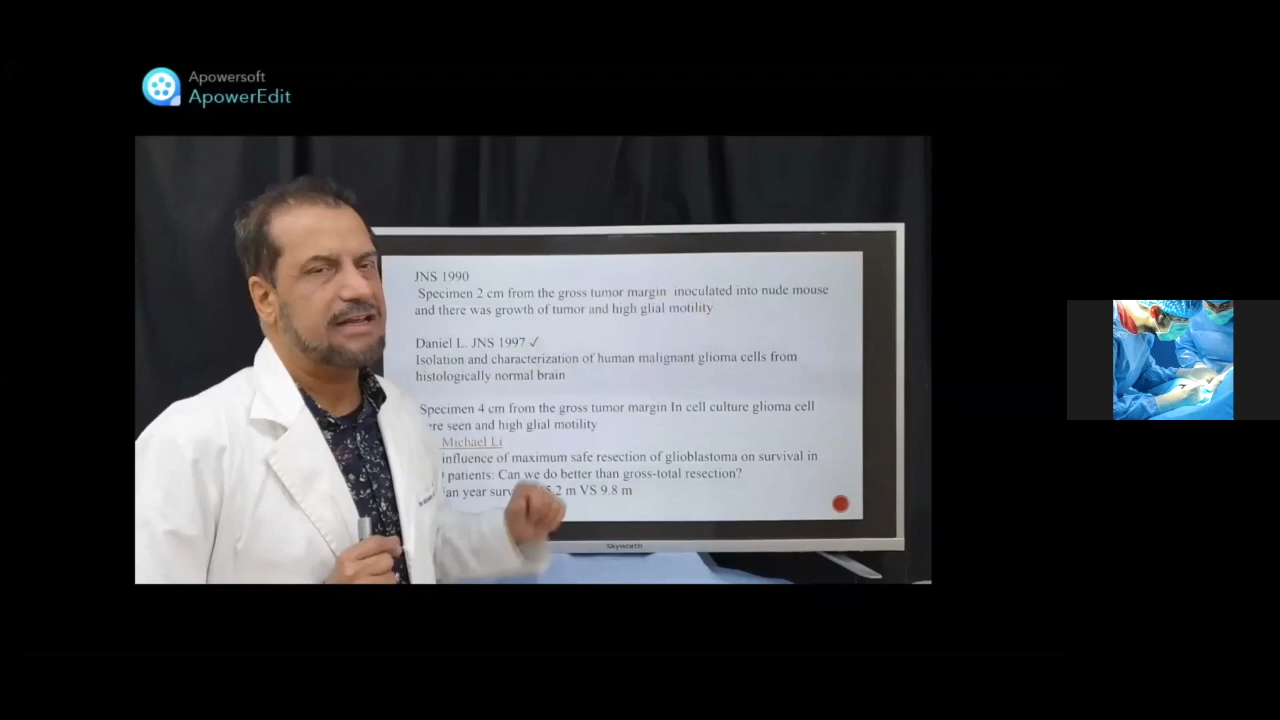 Apowersoft
ApowerEdit
JNS 1990
Specimen 2 cm from the gross tumor margin inoculated into nude mouse
and there was growth of tumor and high glial motility
Daniel L. JNS 1997 ✓
Isolation and characterization of human malignant glioma cells from
histologically normal brain
Specimen 4 cm from the gross tumor margin In cell culture glioma cell
seen and high glial motility
Michael Li
influence of maximum safe resection of glioblastoma on survival in
patients: Can we do better than gross-total resection?
year 5.2 m VS 9.8 m
Skyworth